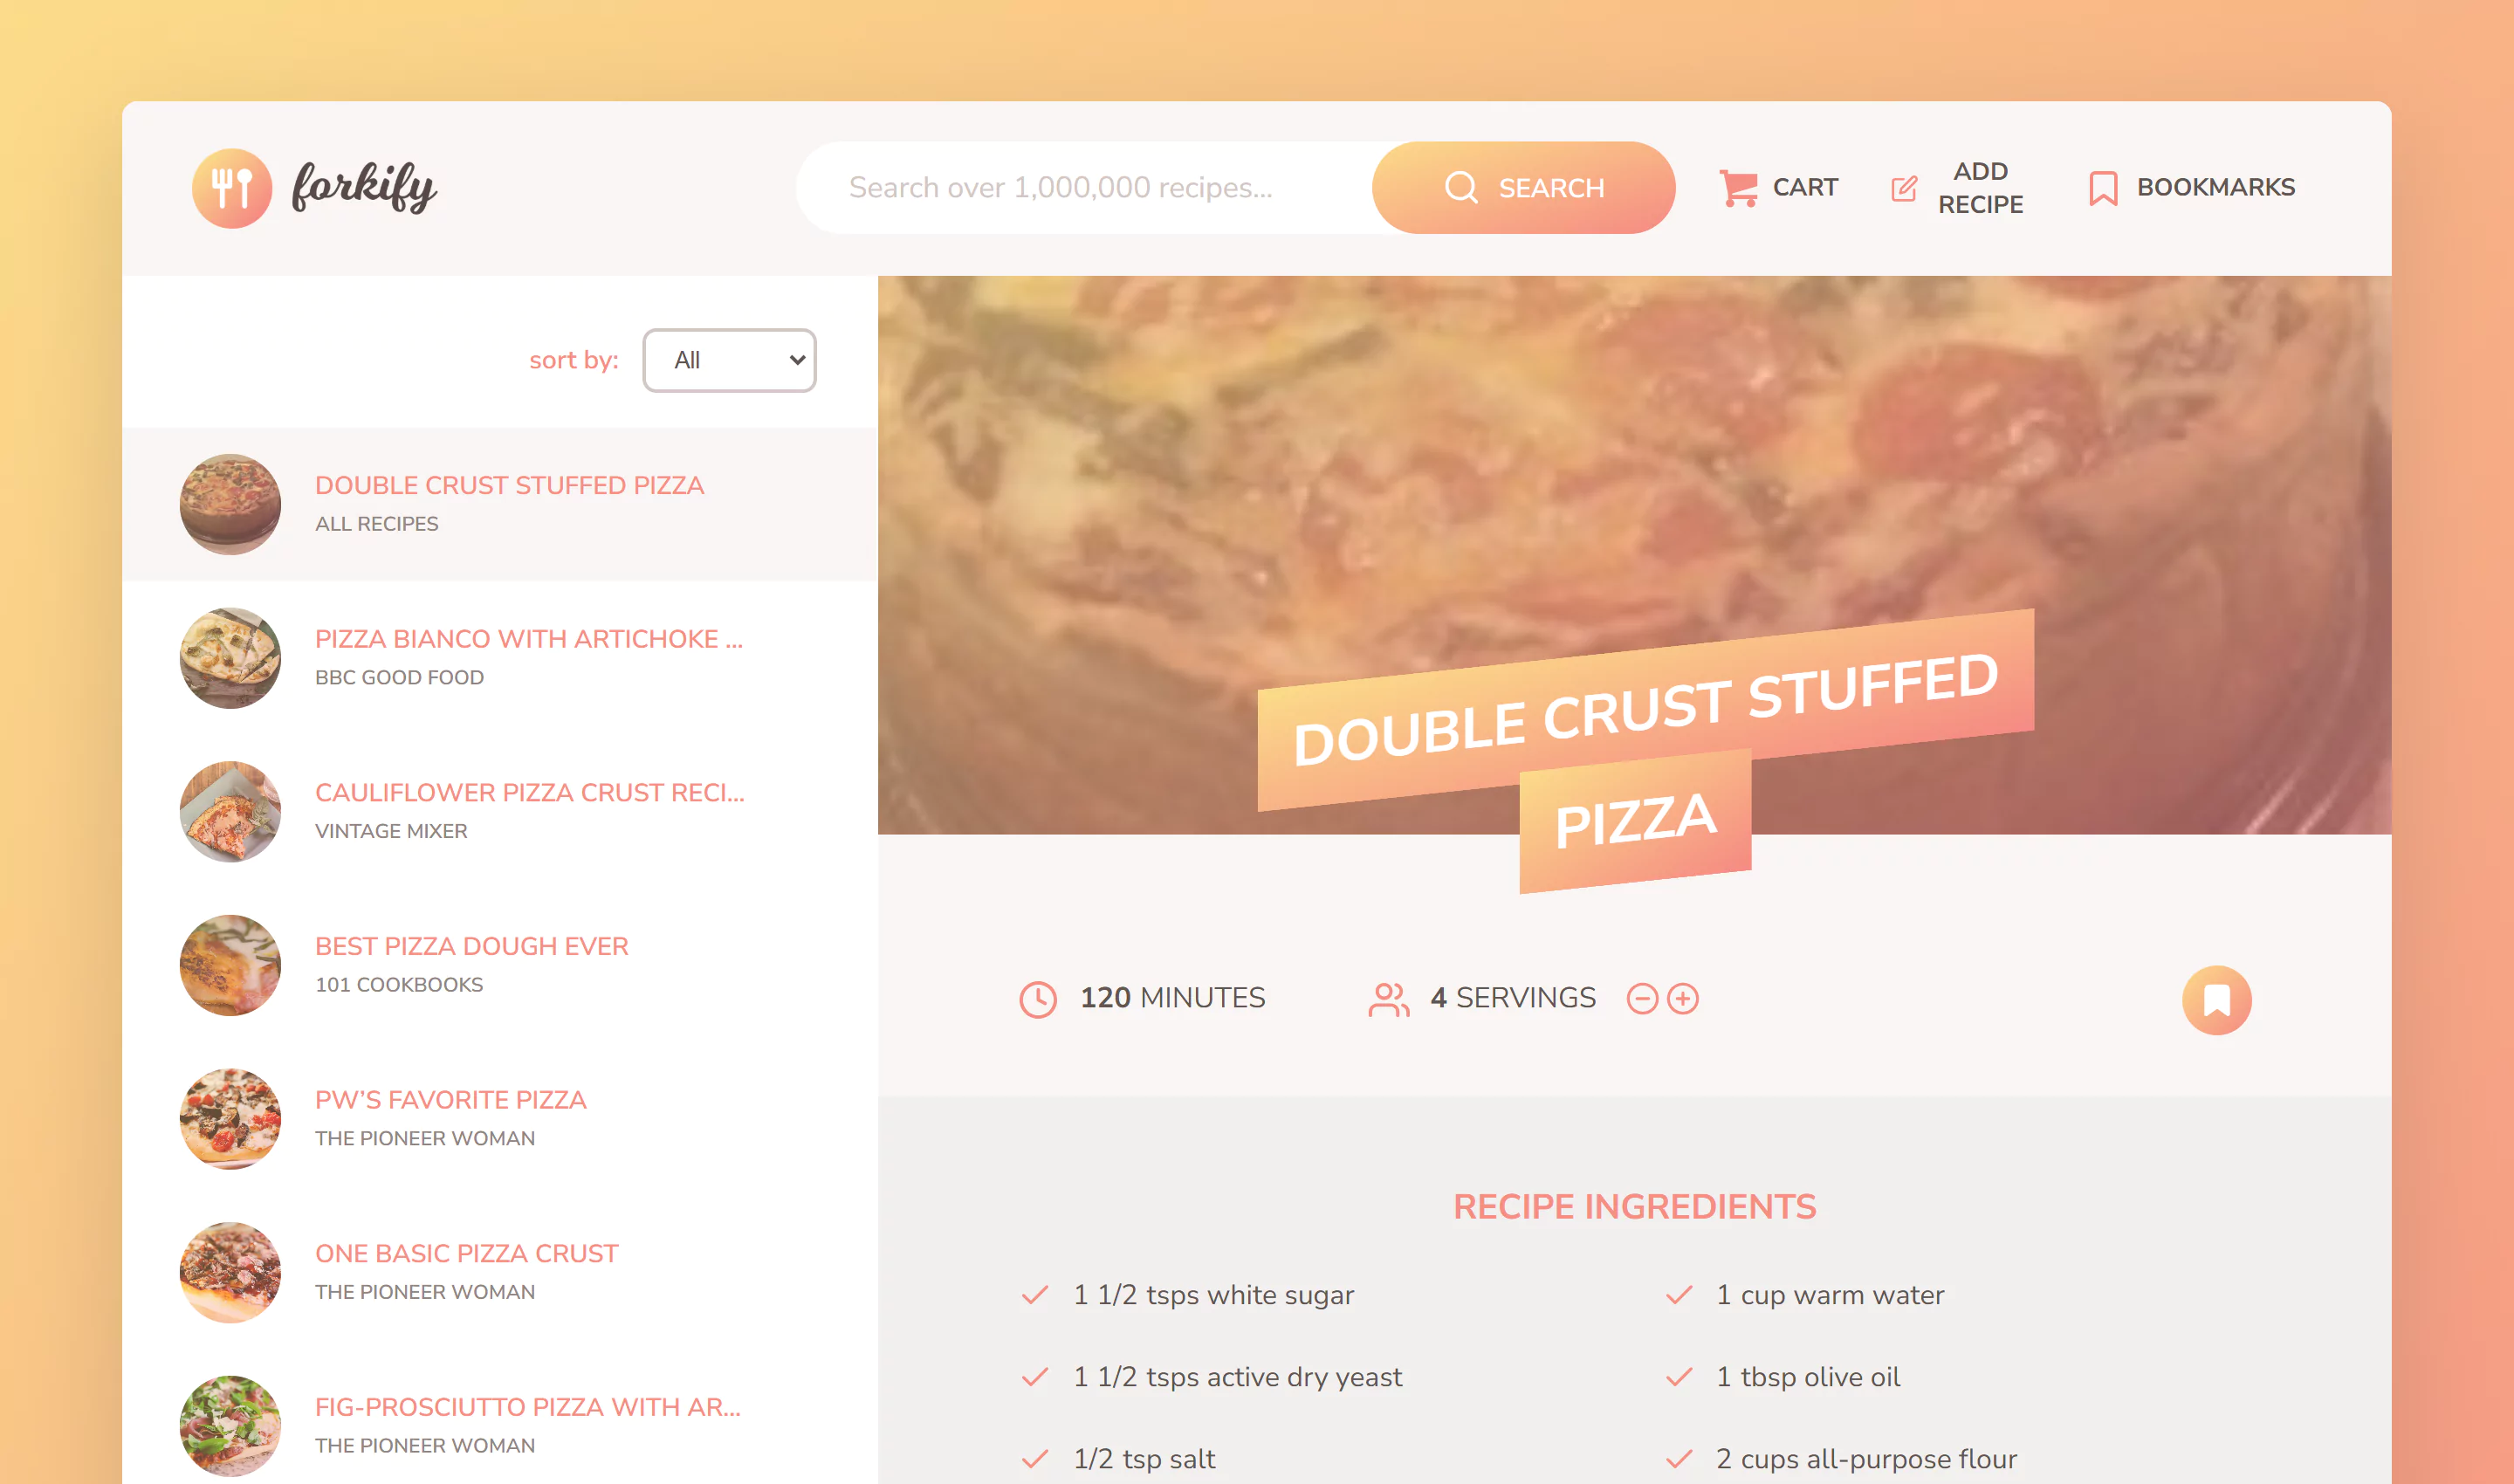 forkify
Search over 1,000,000 recipes...
SEARCH
CART
ADD
RECIPE
BOOKMARKS
sort by:
All
DOUBLE CRUST STUFFED PIZZA
ALL RECIPES
PIZZA BIANCO WITH ARTICHOKE ...
BBC GOOD FOOD
CAULIFLOWER PIZZA CRUST RECI...
VINTAGE MIXER
BEST PIZZA DOUGH EVER
101 COOKBOOKS
PW’S FAVORITE PIZZA
THE PIONEER WOMAN
ONE BASIC PIZZA CRUST
THE PIONEER WOMAN
FIG-PROSCIUTTO PIZZA WITH AR...
THE PIONEER WOMAN
DOUBLE CRUST STUFFED
PIZZA
120 MINUTES
4 SERVINGS
RECIPE INGREDIENTS
1 1/2 tsps white sugar
1 cup warm water
1 1/2 tsps active dry yeast
1 tbsp olive oil
1/2 tsp salt
2 cups all-purpose flour